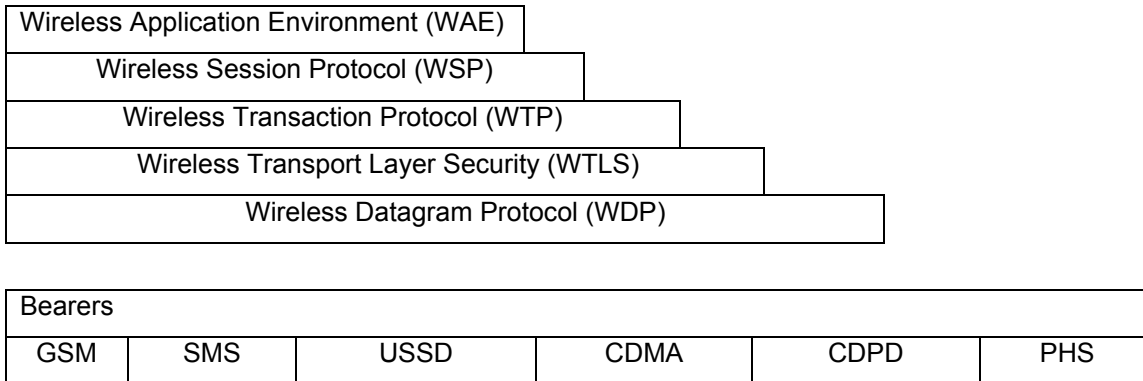 Wireless Application Environment (WAE)
Wireless Session Protocol (WSP)
Wireless Transaction Protocol (WTP)
Wireless Transport Layer Security (WTLS)
Wireless Datagram Protocol (WDP)
Bearers
GSM SMS USSD CDMA CDPD PHS